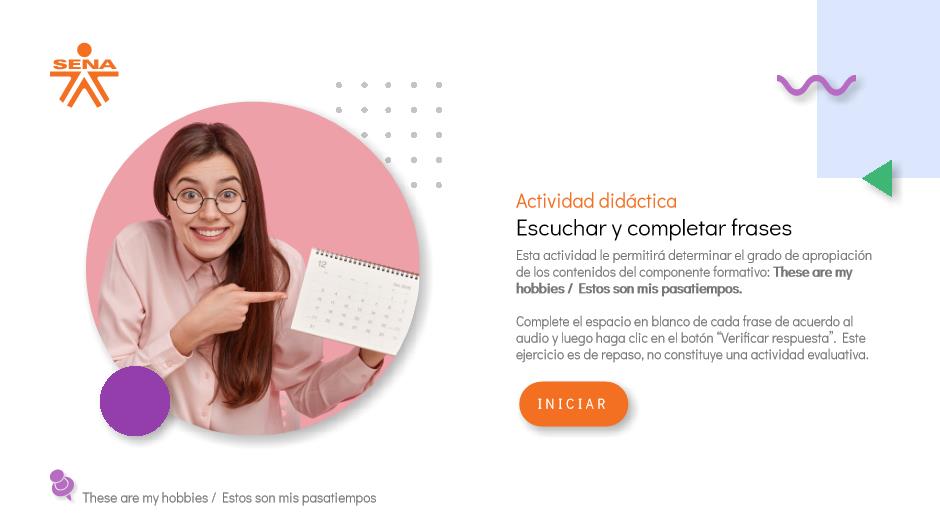 SENA
12
Actividad didáctica
Escuchar y completar frases
Esta actividad le permitirá determinar el grado de apropiación
de los contenidos del componente formativo: These are my
hobbies / Estos son mis pasatiempos.
Complete el espacio en blanco de cada frase de acuerdo al
audio y luego haga clic en el botón “Verificar respuesta”. Este
ejercicio es de repaso, no constituye una actividad evaluativa.
INICIAR
These are my hobbies / Estos son mis pasatiempos